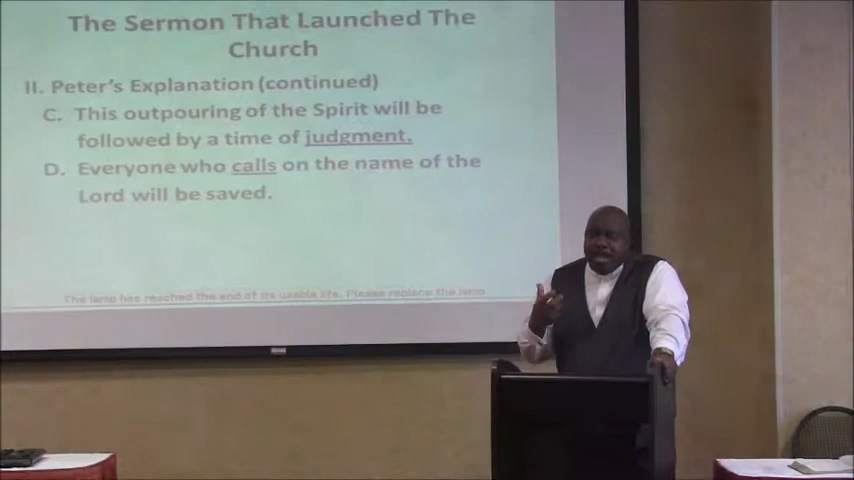 The Sermon That Launched The
Church
II. Peter's Explanation (continued)
C. This outpouring of the Spirit will be
followed by a time of judgment.
D. Everyone who calls on the name of the
Lord will be saved.
The lamp has reached the end of its usable life. Please replace the lamp.